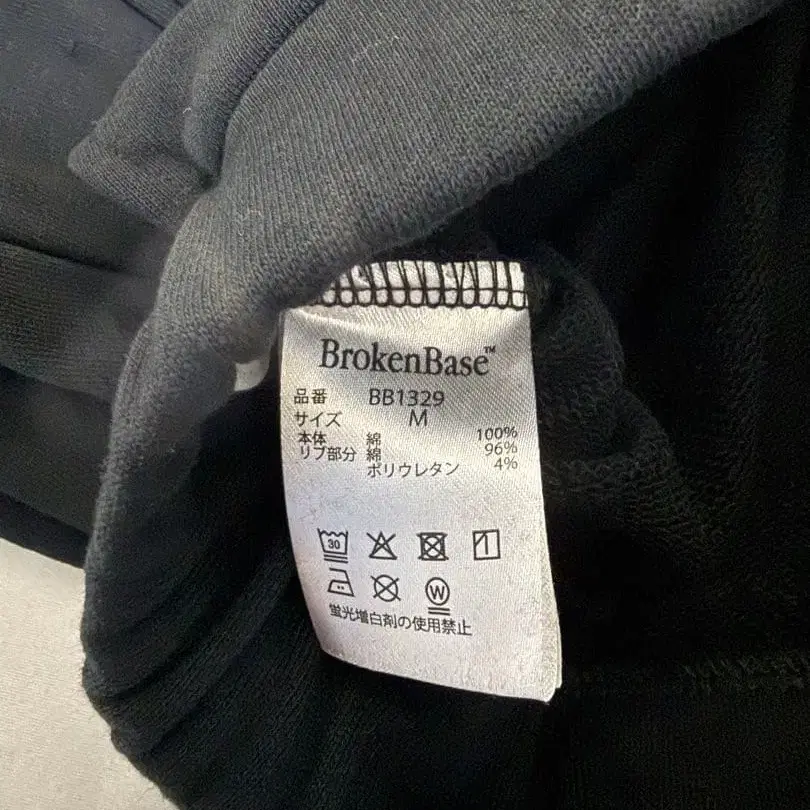 BrokenBase™
品番 BB1329
サイズ M
本体 綿 100%
リブ部分 綿 96%
ポリウレタン 4%
30
W
蛍光増白剤の使用禁止